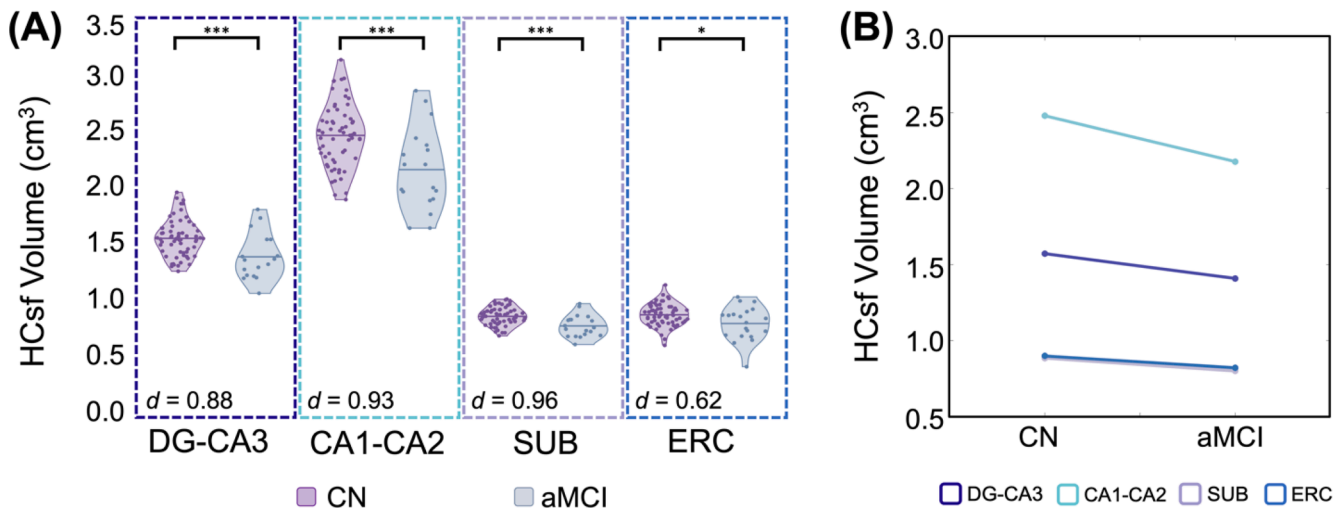 (A)
HCsf Volume (cm³)
3.5
3.0
2.5
2.0
1.5
1.0
0.5
0.0
***
***
***
*
d = 0.88
d = 0.93
d = 0.96
d = 0.62
DG-CA3
CA1-CA2
SUB
ERC
CN
aMCI
(B)
HCsf Volume (cm³)
3.0
2.5
2.0
1.5
1.0
0.5
CN
aMCI
DG-CA3
CA1-CA2
SUB
ERC